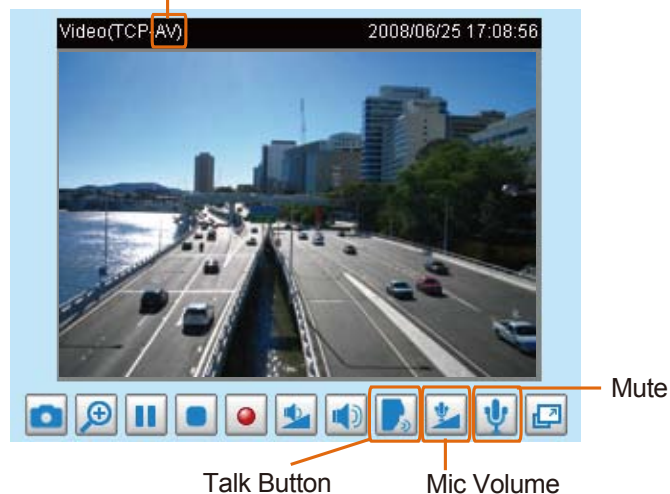 Video(TCP-AV)
2008/06/25 17:08:56
Mute
Talk Button
Mic Volume